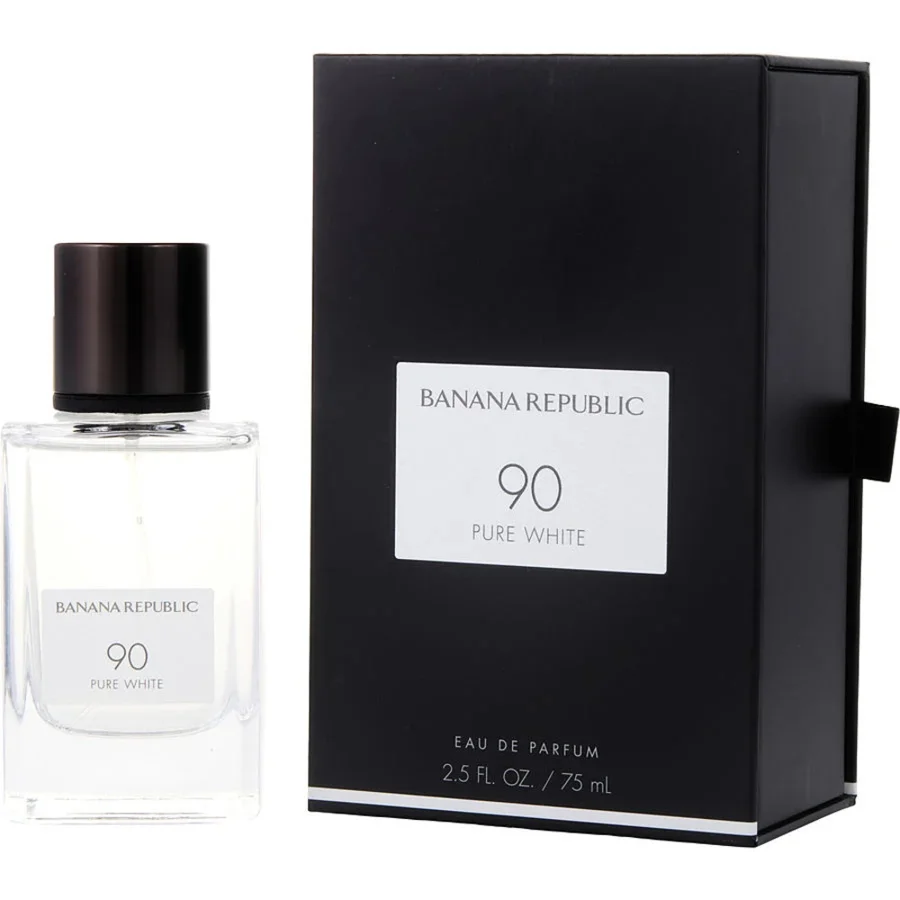 BANANA REPUBLIC
90
PURE WHITE
BANANA REPUBLIC
90
PURE WHITE
EAU DE PARFUM
2.5 FL. OZ. / 75 mL